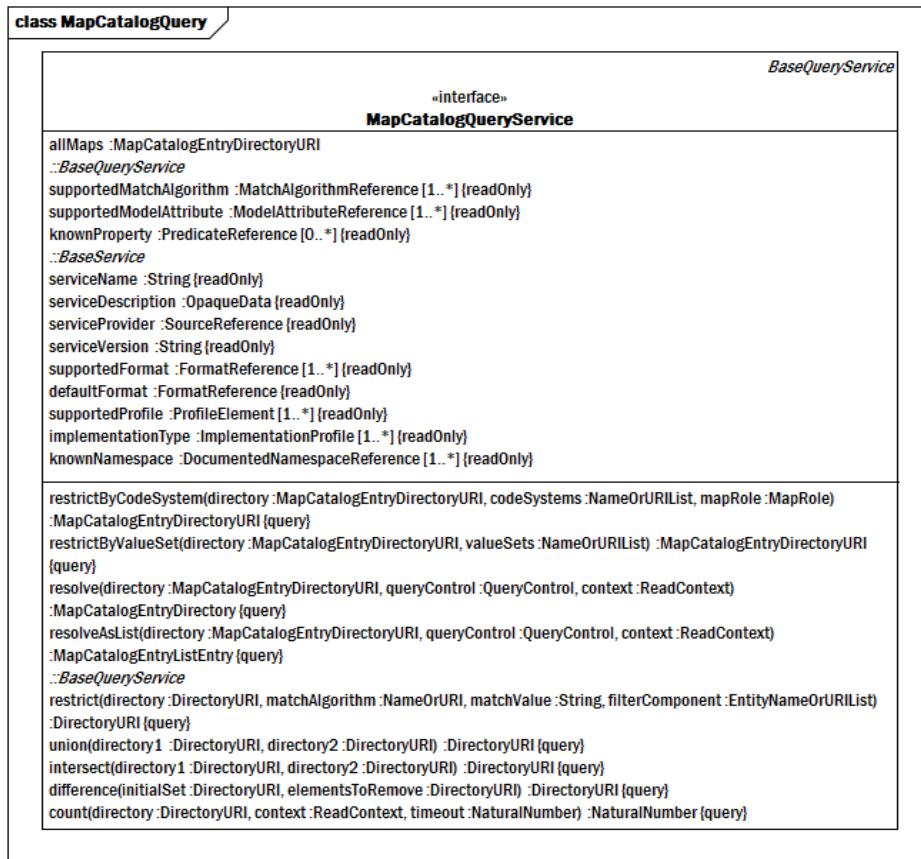 class MapCatalogQuery
BaseQueryService
«interface»
MapCatalogQueryService
allMaps :MapCatalogEntryDirectoryURI
::BaseQueryService
supportedMatchAlgorithm :MatchAlgorithmReference [1..*] {readOnly}
supportedModelAttribute :ModelAttributeReference [1..*] {readOnly}
knownProperty :PredicateReference [0..*] {readOnly}
::BaseService
serviceName :String {readOnly}
serviceDescription :OpaqueData {readOnly}
serviceProvider :SourceReference {readOnly}
serviceVersion :String {readOnly}
supportedFormat :FormatReference [1..*] {readOnly}
defaultFormat :FormatReference {readOnly}
supportedProfile :ProfileElement [1..*] {readOnly}
implementationType :ImplementationProfile [1..*] {readOnly}
knownNamespace :DocumentedNamespaceReference [1..*] {readOnly}
restrictByCodeSystem(directory :MapCatalogEntryDirectoryURI, codeSystems :NameOrURIList, mapRole :MapRole)
:MapCatalogEntryDirectoryURI {query}
restrictByValueSet(directory :MapCatalogEntryDirectoryURI, valueSets :NameOrURIList) :MapCatalogEntryDirectoryURI
{query}
resolve(directory :MapCatalogEntryDirectoryURI, queryControl :QueryControl, context :ReadContext)
:MapCatalogEntryDirectory {query}
resolveAsList(directory :MapCatalogEntryDirectoryURI, queryControl :QueryControl, context :ReadContext)
:MapCatalogEntryListEntry {query}
::BaseQueryService
restrict(directory :DirectoryURI, matchAlgorithm :NameOrURI, matchValue :String, filterComponent :EntityNameOrURIList)
:DirectoryURI {query}
union(directory1 :DirectoryURI, directory2 :DirectoryURI) :DirectoryURI {query}
intersect(directory1 :DirectoryURI, directory2 :DirectoryURI) :DirectoryURI {query}
difference(initialSet :DirectoryURI, elementsToRemove :DirectoryURI) :DirectoryURI {query}
count(directory :DirectoryURI, context :ReadContext, timeout :NaturalNumber) :NaturalNumber {query}